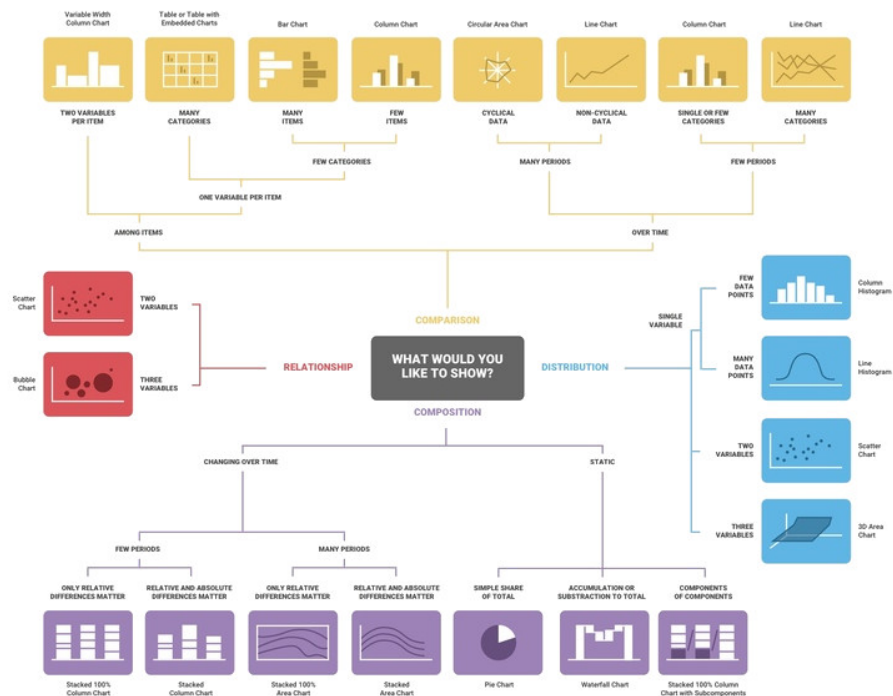 Variable Width
Column Chart
Table or Table with
Embedded Charts
Bar Chart
Column Chart
Circular Area Chart
Line Chart
Column Chart
Line Chart
TWO VARIABLES
PER ITEM
MANY
CATEGORIES
MANY
ITEMS
FEW
ITEMS
CYCLICAL
DATA
NON-CYCLICAL
DATA
SINGLE OR FEW
CATEGORIES
MANY
CATEGORIES
FEW CATEGORIES
MANY PERIODS
FEW PERIODS
ONE VARIABLE PER ITEM
AMONG ITEMS
OVER TIME
COMPARISON
WHAT WOULD YOU
LIKE TO SHOW?
RELATIONSHIP
TWO
VARIABLES
Scatter
Chart
THREE
VARIABLES
Bubble
Chart
DISTRIBUTION
SINGLE
VARIABLE
FEW
DATA
POINTS
Column
Histogram
MANY
DATA
POINTS
Line
Histogram
TWO
VARIABLES
Scatter
Chart
THREE
VARIABLES
3D Area
Chart
COMPOSITION
CHANGING OVER TIME
STATIC
FEW PERIODS
MANY PERIODS
ONLY RELATIVE
DIFFERENCES MATTER
RELATIVE AND ABSOLUTE
DIFFERENCES MATTER
ONLY RELATIVE
DIFFERENCES MATTER
RELATIVE AND ABSOLUTE
DIFFERENCES MATTER
SIMPLE SHARE
OF TOTAL
ACCUMULATION OR
SUBSTRACTION TO TOTAL
COMPONENTS
OF COMPONENTS
Stacked 100%
Column Chart
Stacked
Column Chart
Stacked 100%
Area Chart
Stacked
Area Chart
Pie Chart
Waterfall Chart
Stacked 100% Column
Chart with Subcomponents